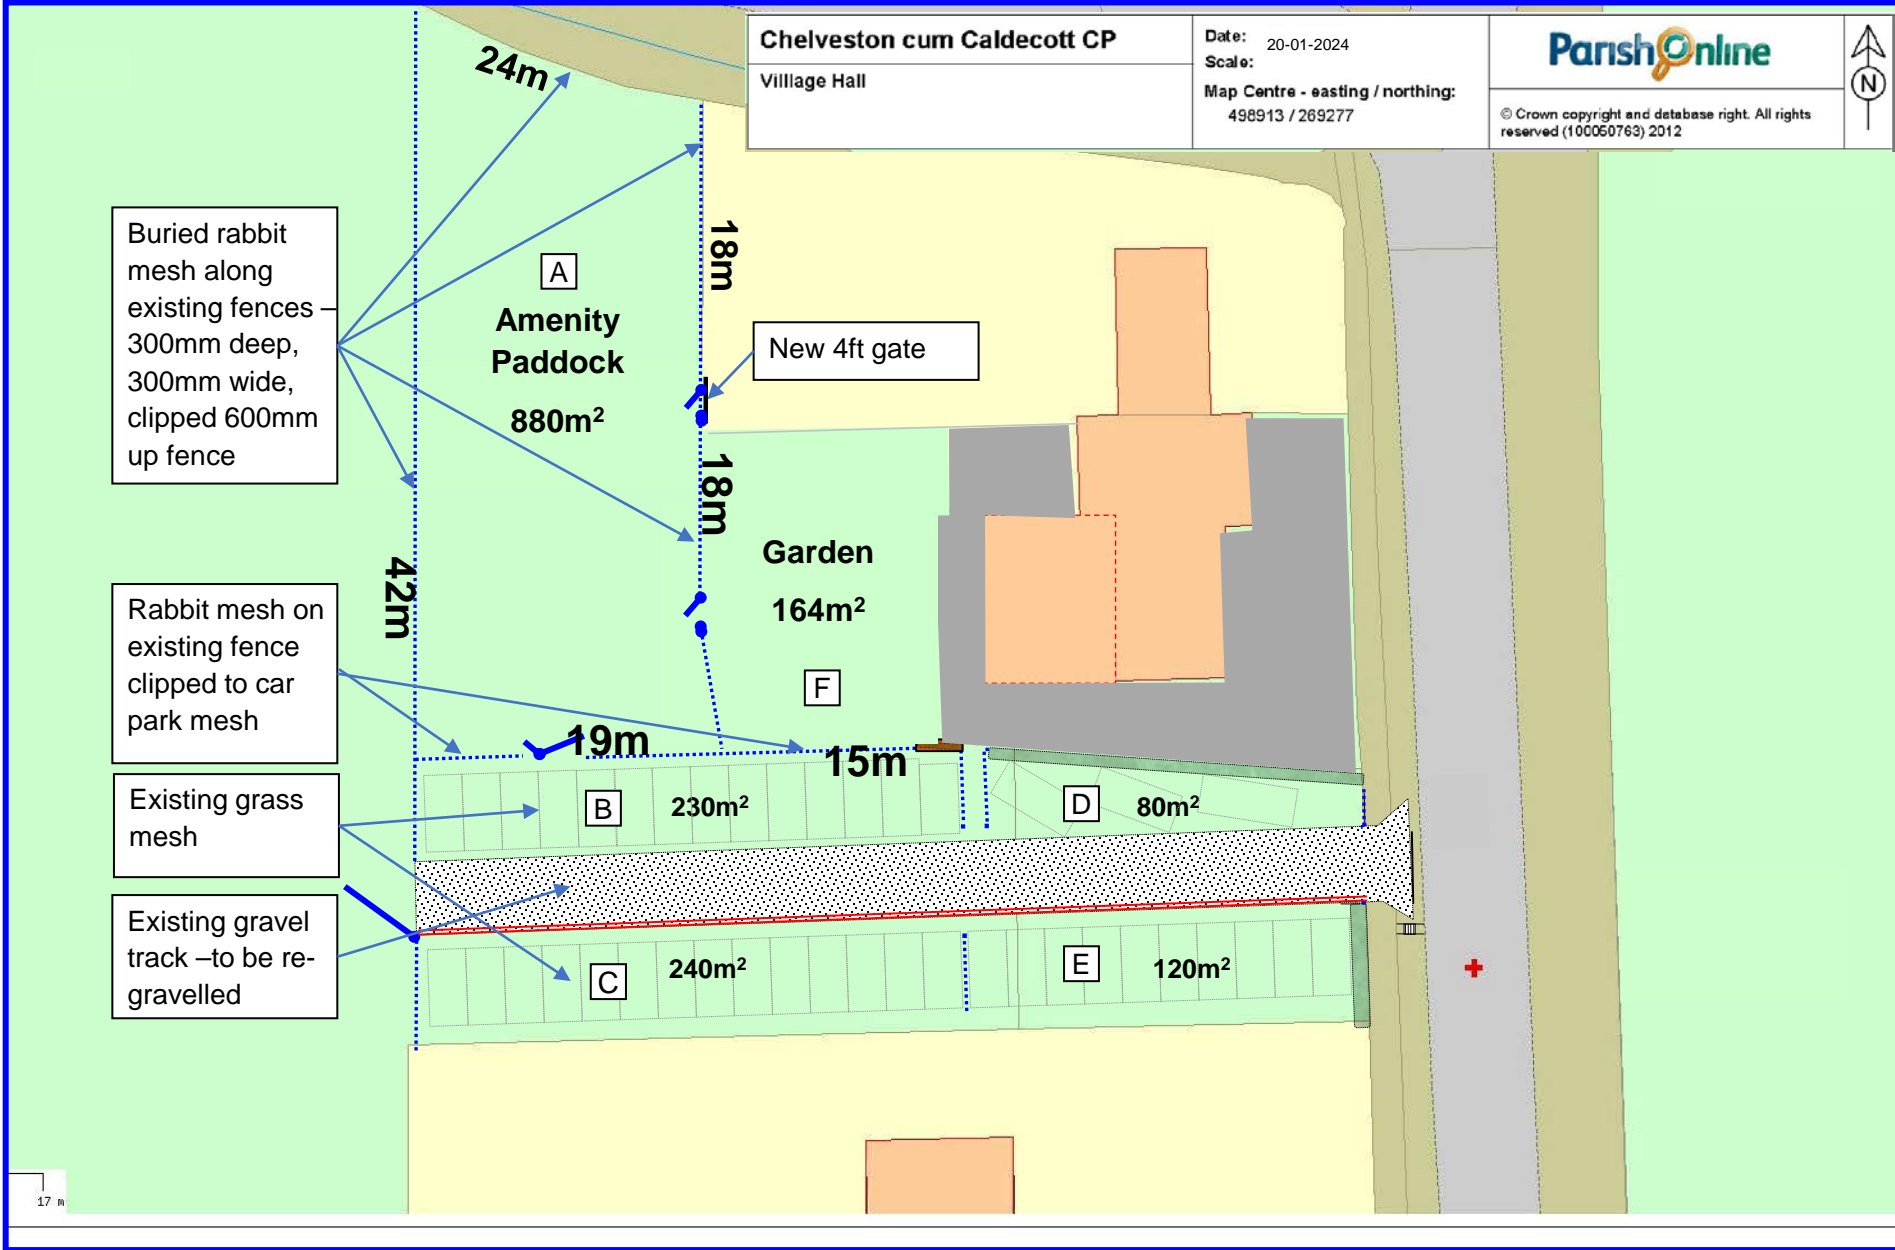 Chelveston cum Caldecott CP
Villlage Hall
Date: 20-01-2024
Scale:
Map Centre - easting / northing:
498913 / 269277
Parish Online
© Crown copyright and database right. All rights
reserved (100050763) 2012
N
24m
Buried rabbit
mesh along
existing fences –
300mm deep,
300mm wide,
clipped 600mm
up fence
A
Amenity
Paddock
880m²
18m
New 4ft gate
18m
Garden
164m²
F
42m
Rabbit mesh on
existing fence
clipped to car
park mesh
19m
15m
Existing grass
mesh
B
230m²
D
80m²
Existing gravel
track –to be re-
gravelled
C
240m²
E
120m²
17 m